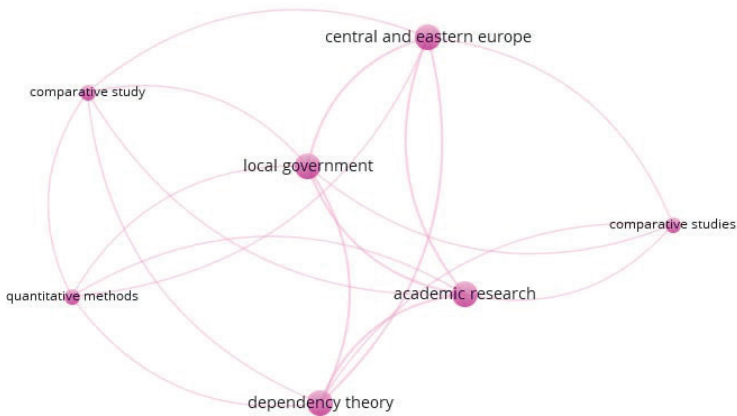 central and eastern europe
comparative study
local government
comparative studies
quantitative methods
academic research
dependency theory